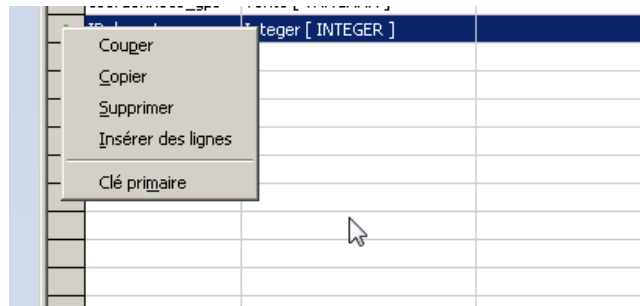 Integer [ INTEGER ]
Couper
Copier
Supprimer
Insérer des lignes
Clé primaire